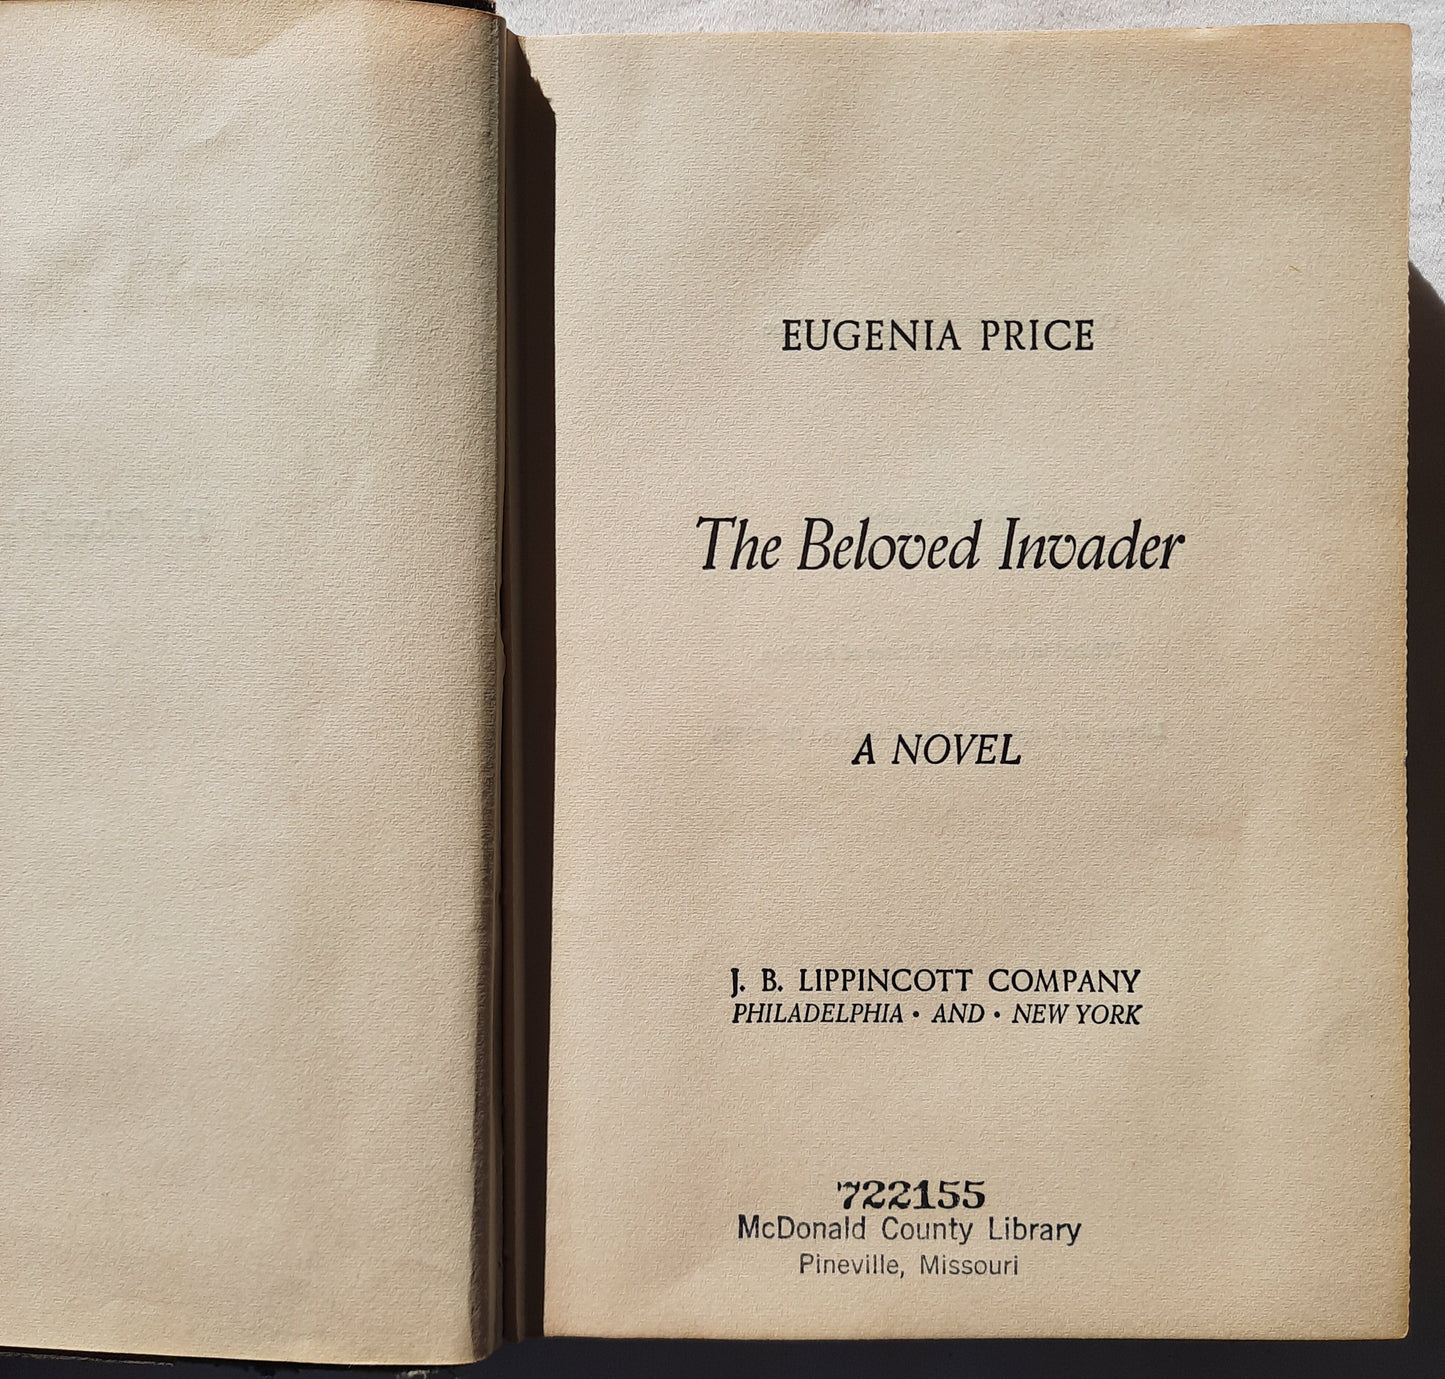 EUGENIA PRICE
The Beloved Invader
A NOVEL
J. B. LIPPINCOTT COMPANY
PHILADELPHIA • AND • NEW YORK
722155
McDonald County Library
Pineville, Missouri